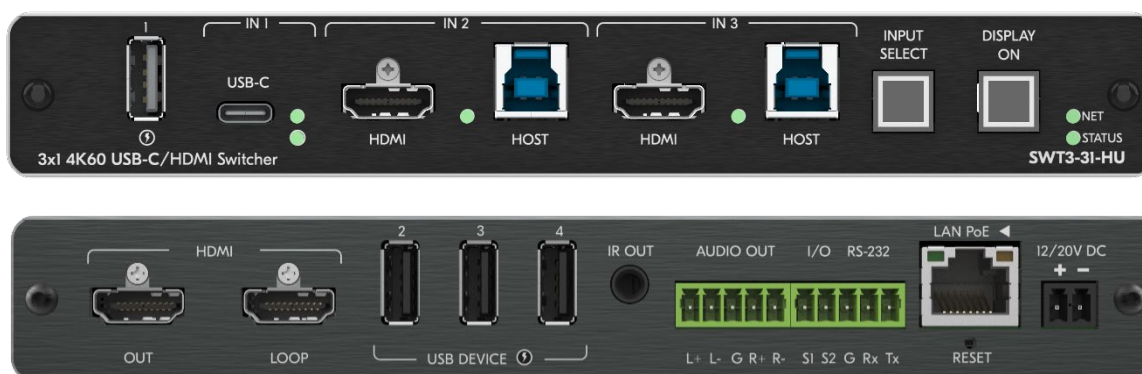 1
IN 1
IN 2
IN 3
USB-C
HDMI
HOST
HDMI
HOST
INPUT
SELECT
DISPLAY
ON
NET
STATUS
3x1 4K60 USB-C/HDMI Switcher
SWT3-31-HU
HDMI
2
3
4
IR OUT
AUDIO OUT
I/O
RS-232
LAN PoE ◀
12/20V DC
+ −
OUT
LOOP
USB DEVICE
L+ L- G R+ R-
S1 S2 G Rx Tx
RESET